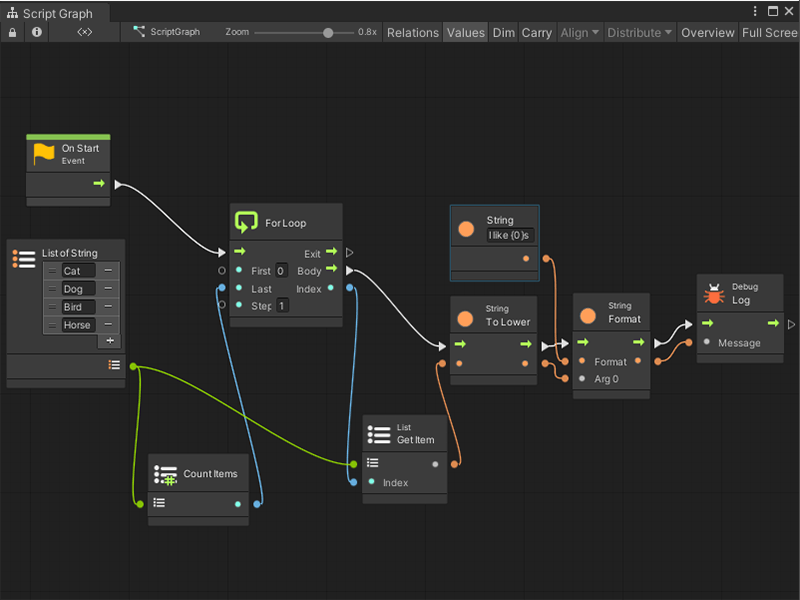 Script Graph
ScriptGraph Zoom 0.8x Relations Values Dim Carry Align Distribute Overview Full Scree
On Start
Event
List of String
Cat
Dog
Bird
Horse
For Loop
Exit
First 0 Body
Last Index
Step 1
String
I like {0}s
String
To Lower
String
Format
Format
Arg 0
Debug
Log
Message
List
Get Item
Index
Count Items